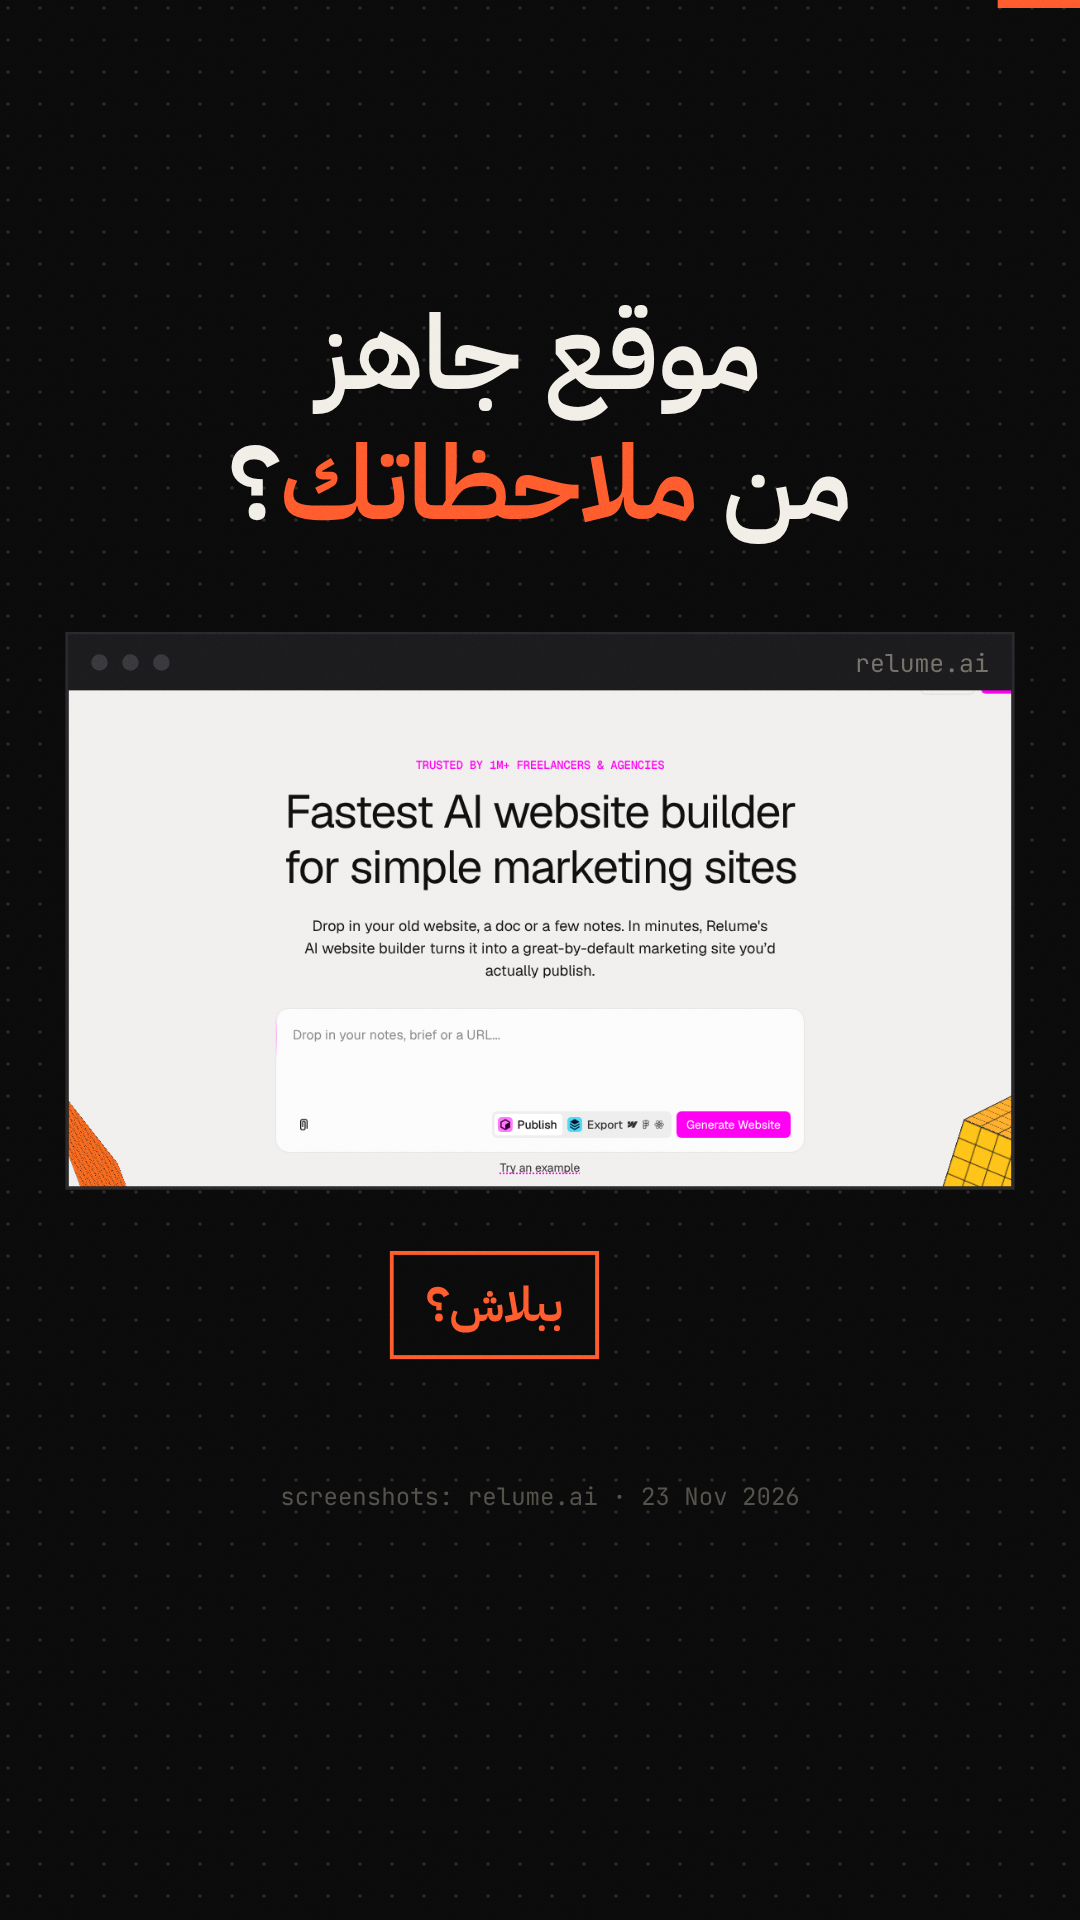 موقع جاهز
من ملاحظاتك؟
relume.ai
TRUSTED BY 1M+ FREELANCERS & AGENCIES
Fastest AI website builder
for simple marketing sites
Drop in your old website, a doc or a few notes. In minutes, Relume's
AI website builder turns it into a great-by-default marketing site you'd
actually publish.
Drop in your notes, brief or a URL...
Publish Export Generate Website
Try an example
ببلاش؟
screenshots: relume.ai · 23 Nov 2026